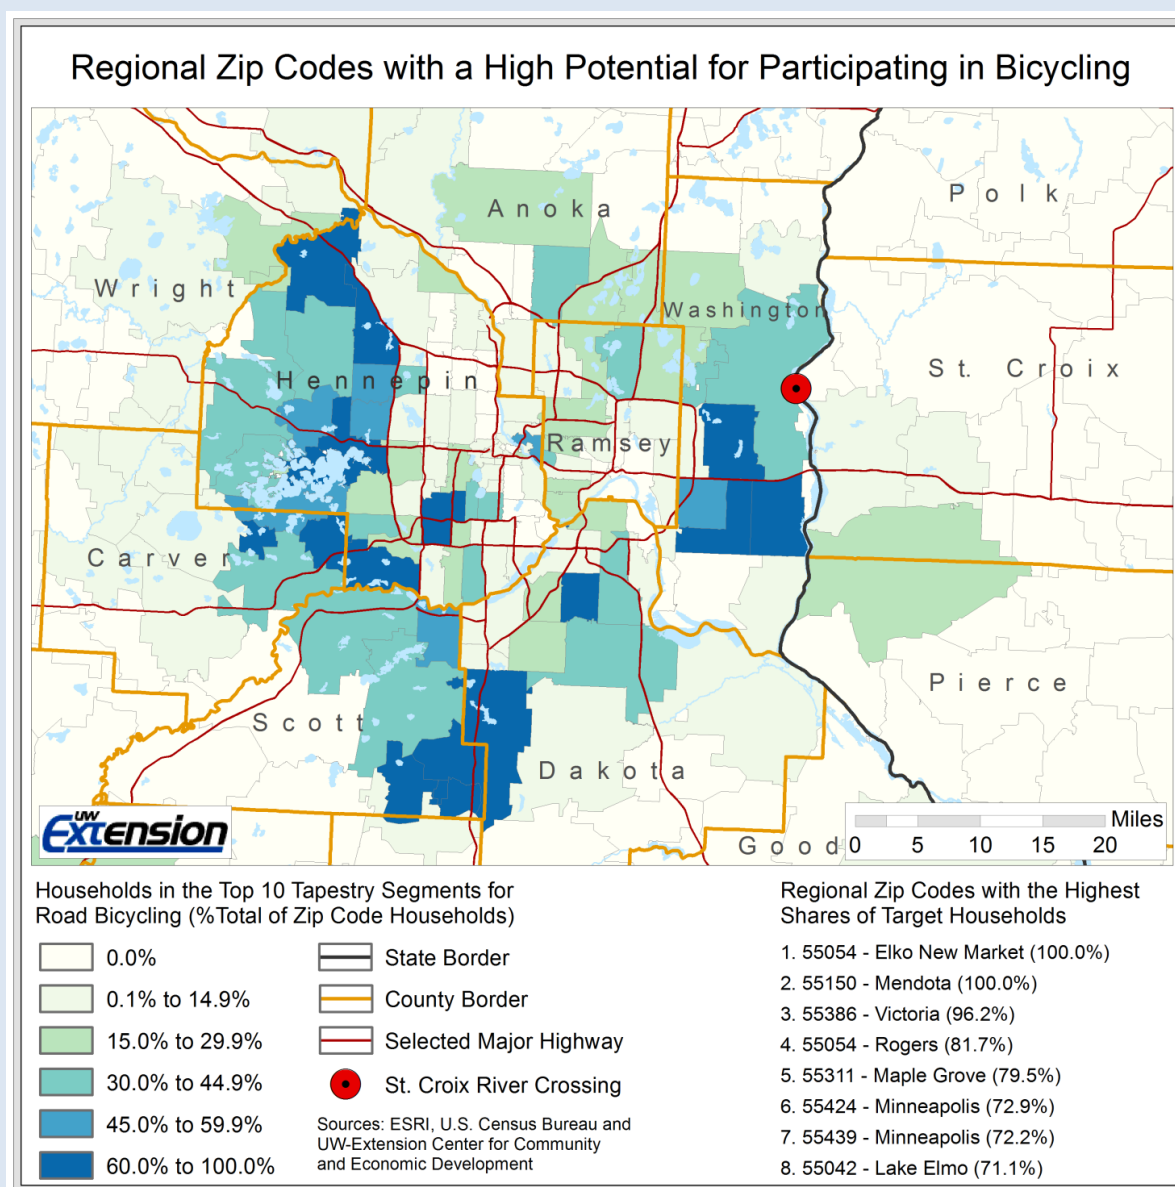 Regional Zip Codes with a High Potential for Participating in Bicycling
Polk
Anoka
Wright
Washington
St. Croix
Hennepin
Ramsey
Carver
Pierce
Scott
Dakota
Good
UW
Extension
Miles
0 5 10 15 20
Households in the Top 10 Tapestry Segments for
Road Bicycling (%Total of Zip Code Households)
0.0%
0.1% to 14.9%
15.0% to 29.9%
30.0% to 44.9%
45.0% to 59.9%
60.0% to 100.0%
State Border
County Border
Selected Major Highway
St. Croix River Crossing
Sources: ESRI, U.S. Census Bureau and
UW-Extension Center for Community
and Economic Development
Regional Zip Codes with the Highest
Shares of Target Households
1. 55054 - Elko New Market (100.0%)
2. 55150 - Mendota (100.0%)
3. 55386 - Victoria (96.2%)
4. 55054 - Rogers (81.7%)
5. 55311 - Maple Grove (79.5%)
6. 55424 - Minneapolis (72.9%)
7. 55439 - Minneapolis (72.2%)
8. 55042 - Lake Elmo (71.1%)